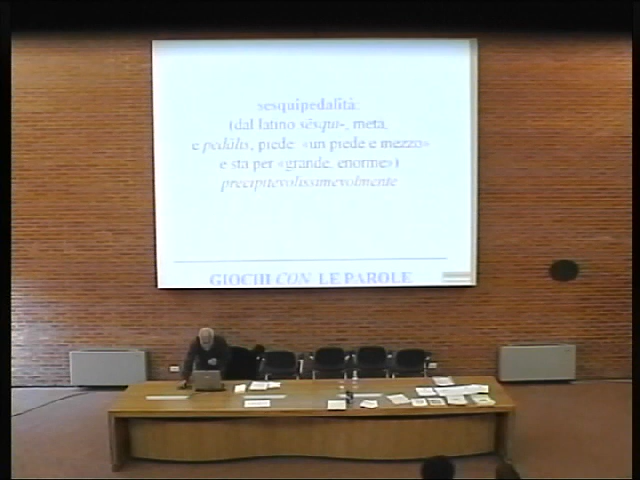 sesquipedalità:
(dal latino sēsqui-, metà,
e pedālis, piede: «un piede e mezzo»
e sta per «grande, enorme»)
precipitevolissimevolmente
GIOCHI CON LE PAROLE